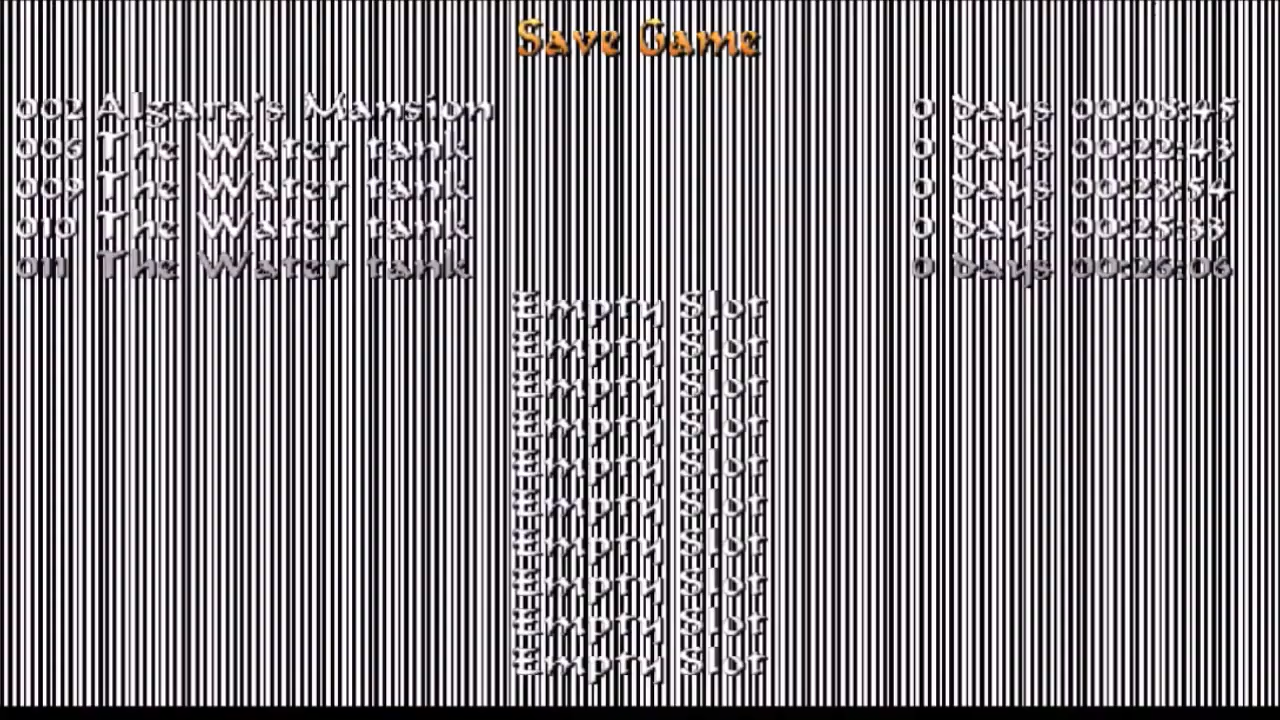 Save Game
002 Algara's Mansion 0 days 00:08:45
006 The Water tank 0 days 00:22:43
009 The Water tank 0 days 00:23:54
010 The Water tank 0 days 00:25:33
011 The Water tank 0 days 00:26:06
Empty Slot
Empty Slot
Empty Slot
Empty Slot
Empty Slot
Empty Slot
Empty Slot
Empty Slot
Empty Slot
Empty Slot